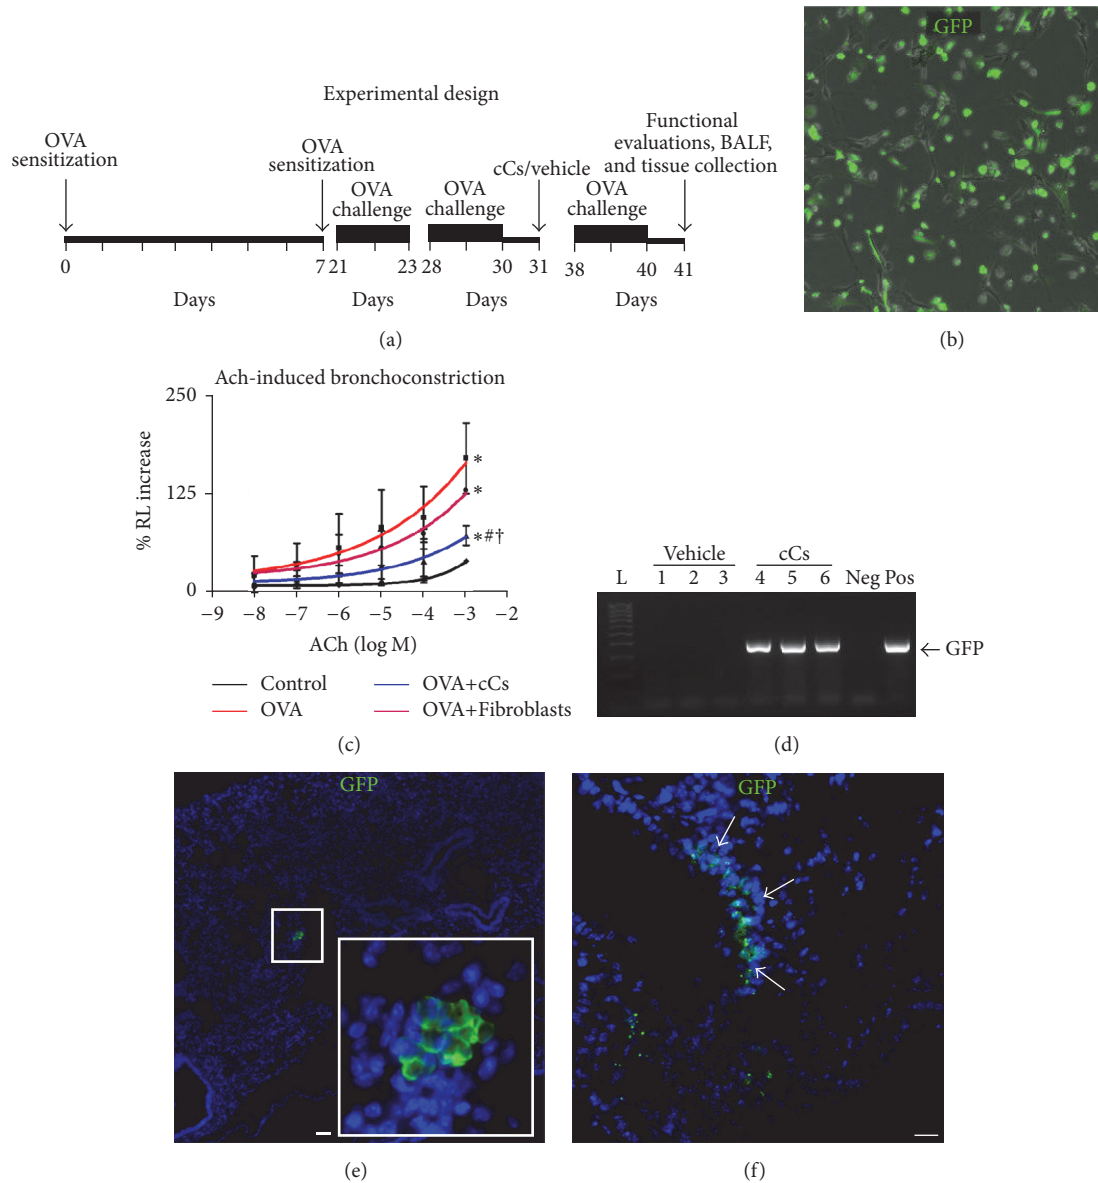 Experimental design
OVA
sensitization
OVA
sensitization
OVA
challenge
OVA
challenge
cCs/vehicle
OVA
challenge
Functional
evaluations, BALF,
and tissue collection
0
7
21
23
28
30
31
38
40
41
Days
Days
Days
Days
(a)
GFP
(b)
Ach-induced bronchoconstriction
% RL increase
250
125
0
*
*
*#†
−9
−8
−7
−6
−5
−4
−3
−2
ACh (log M)
Control
OVA
OVA+cCs
OVA+Fibroblasts
(c)
Vehicle
cCs
L
1
2
3
4
5
6
Neg
Pos
← GFP
(d)
GFP
(e)
GFP
(f)